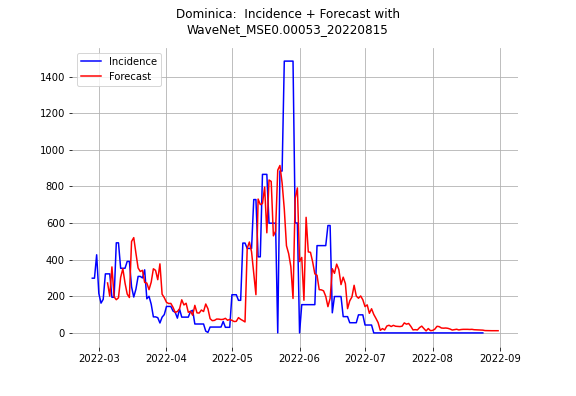 Dominica:  Incidence + Forecast with
WaveNet_MSE0.00053_20220815
Incidence
Forecast
1400
1200
1000
800
600
400
200
0
2022-03 2022-04 2022-05 2022-06 2022-07 2022-08 2022-09